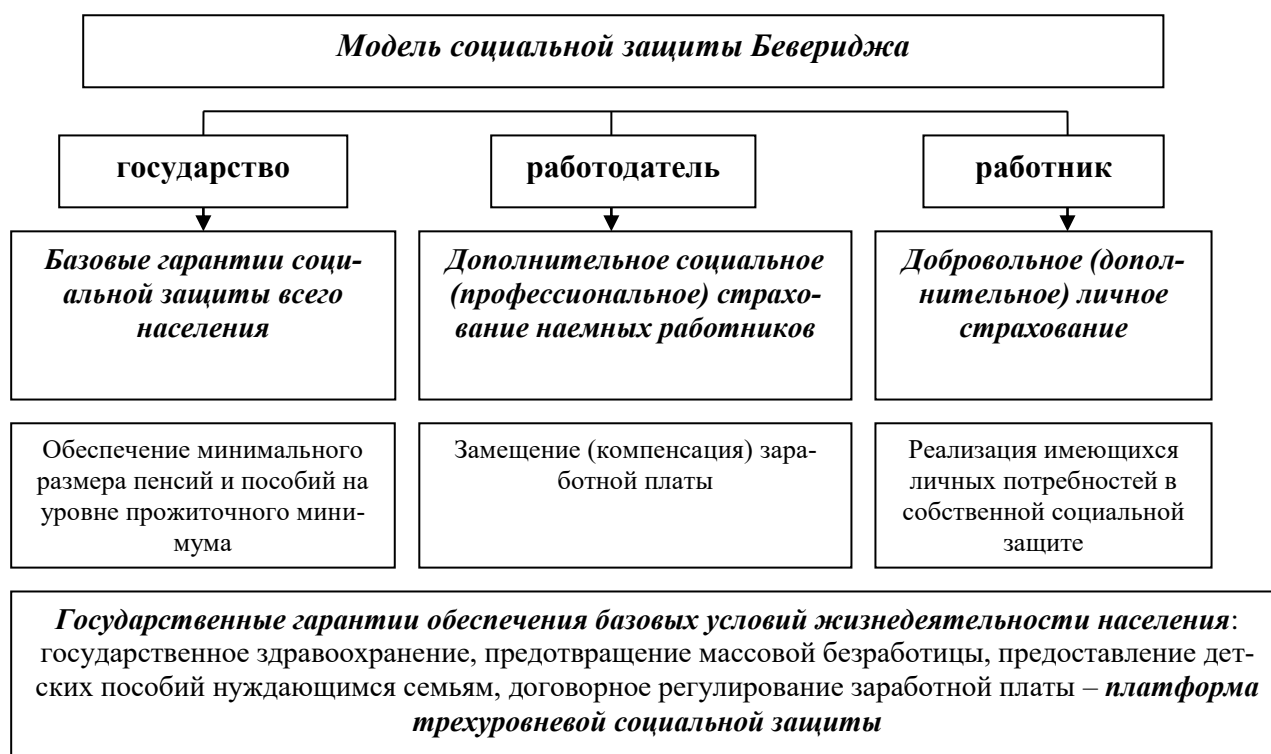 Модель социальной защиты Бевериджа
государство
работодатель
работник
Базовые гарантии соци-
альной защиты всего
населения
Дополнительное социальное
(профессиональное) страхо-
вание наемных работников
Добровольное (допол-
нительное) личное
страхование
Обеспечение минимального
размера пенсий и пособий на
уровне прожиточного мини-
мума
Замещение (компенсация) зара-
ботной платы
Реализация имеющихся
личных потребностей в
собственной социальной
защите
Государственные гарантии обеспечения базовых условий жизнедеятельности населения:
государственное здравоохранение, предотвращение массовой безработицы, предоставление дет-
ских пособий нуждающимся семьям, договорное регулирование заработной платы – платформа
трехуровневой социальной защиты